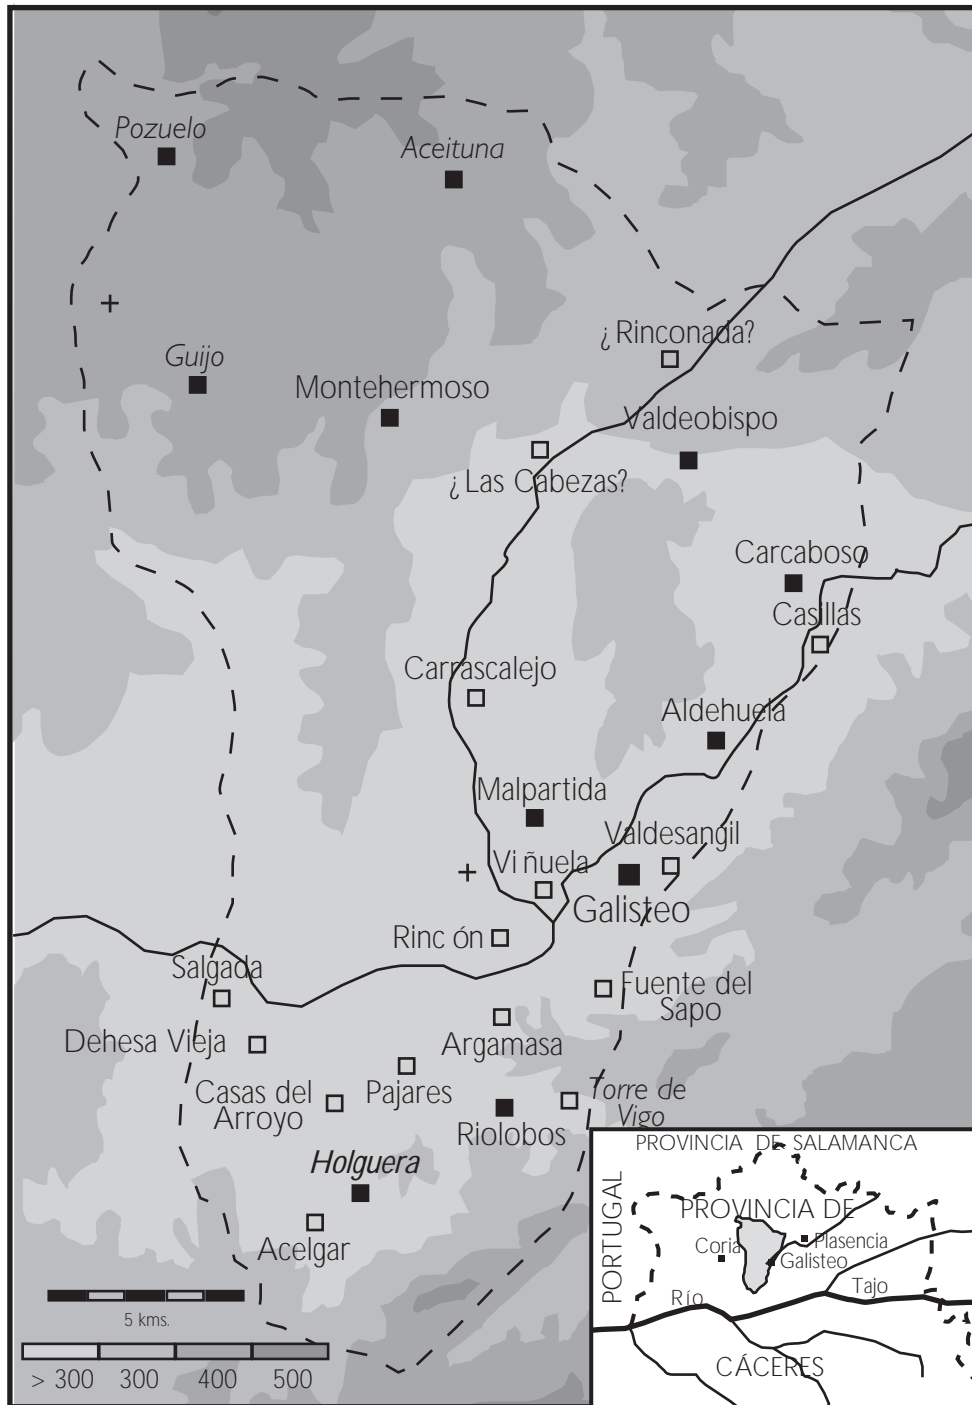 Pozuelo
Aceituna
¿Rinconada?
Guijo
Montehermoso
Valdeobispo
¿Las Cabezas?
Carcaboso
Casillas
Carrascalejo
Aldehuela
Malpartida
Valdesangil
Vi ñuela
Galisteo
Rinc ón
Salgada
Fuente del
Sapo
Dehesa Vieja
Argamasa
Casas del
Arroyo
Pajares
Torre de
Vigo
Riolobos
Holguera
Acelgar
5 kms.
> 300 300 400 500
PROVINCIA DE SALAMANCA
PORTUGAL
PROVINCIA DE
Coria
Plasencia
Galisteo
Río
Tajo
CÁCERES